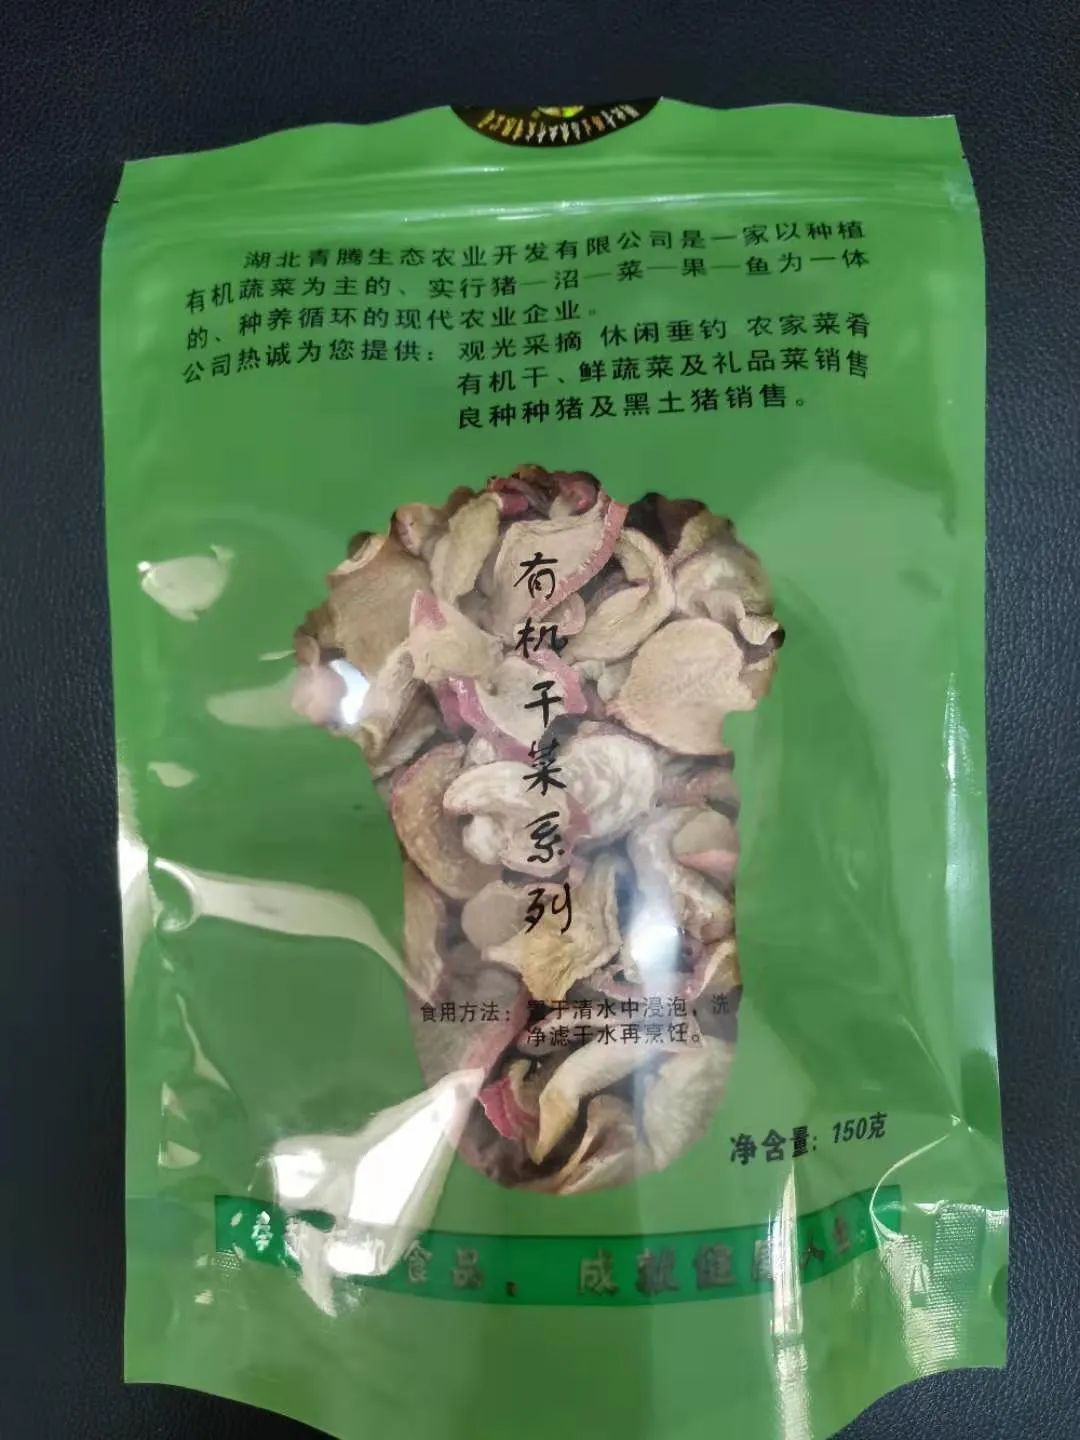 湖北青腾生态农业开发有限公司是一家以种植
有机蔬菜为主的、实行猪—沼—菜—果—鱼为一体
的、种养循环的现代农业企业。
公司热诚为您提供：观光采摘 休闲垂钓 农家菜肴
有机干、鲜蔬菜及礼品菜销售
良种种猪及黑土猪销售。
有机干菜系列
食用方法：置于清水中浸泡，洗
净滤干水再烹饪。
净含量：150克
食品，成就健康人生